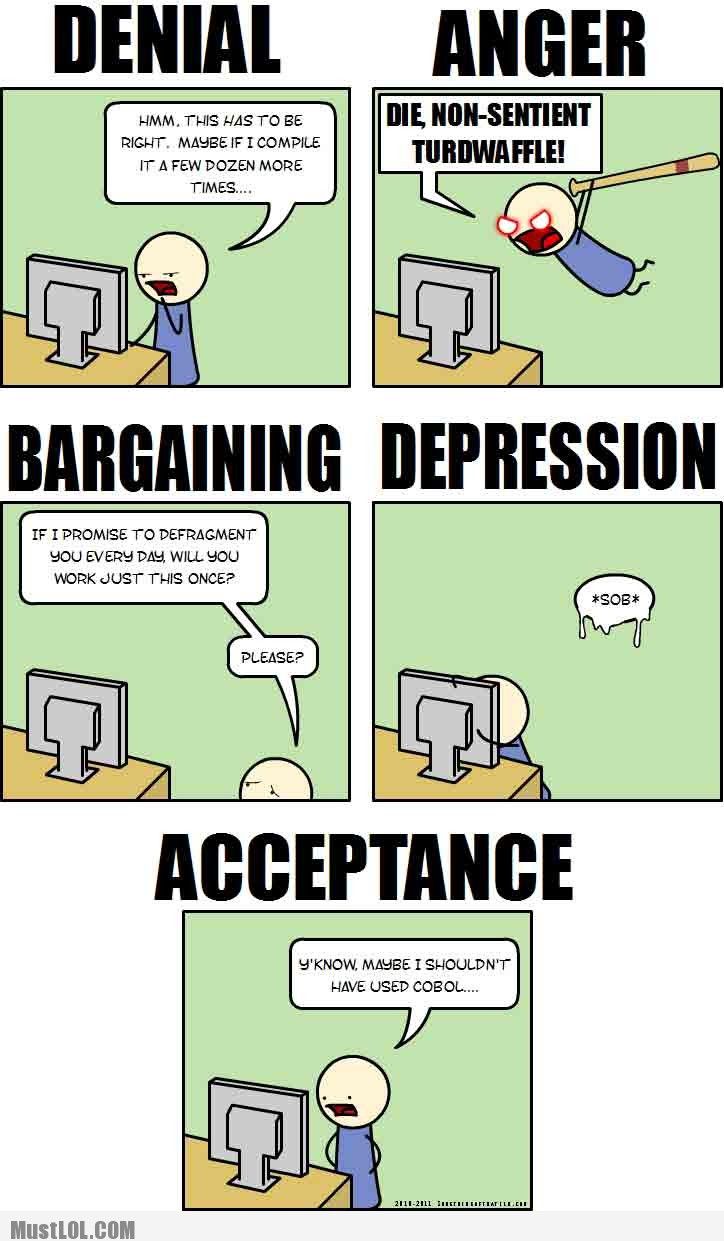 DENIAL
HMM, THIS HAS TO BE
RIGHT. MAYBE IF I COMPILE
IT A FEW DOZEN MORE
TIMES....
ANGER
DIE, NON-SENTIENT
TURDWAFFLE!
BARGAINING
IF I PROMISE TO DEFRAGMENT
YOU EVERY DAY, WILL YOU
WORK JUST THIS ONCE?
PLEASE?
DEPRESSION
*SOB*
ACCEPTANCE
Y'KNOW, MAYBE I SHOULDN'T
HAVE USED COBOL....
2010-2011
MustLOL.COM